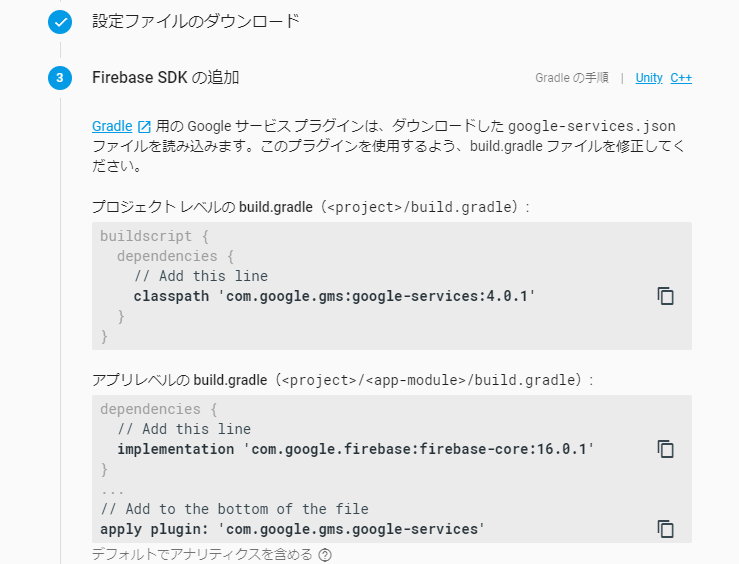 設定ファイルのダウンロード
3 Firebase SDK の追加 Gradle の手順 | Unity C++
Gradle 用の Google サービス プラグインは、ダウンロードした google-services.json
ファイルを読み込みます。このプラグインを使用するよう、build.gradle ファイルを修正してく
ださい。
プロジェクト レベルの build.gradle（<project>/build.gradle）:
buildscript {
dependencies {
// Add this line
classpath 'com.google.gms:google-services:4.0.1'
}
}
アプリレベルの build.gradle（<project>/<app-module>/build.gradle）:
dependencies {
// Add this line
implementation 'com.google.firebase:firebase-core:16.0.1'
}
...
// Add to the bottom of the file
apply plugin: 'com.google.gms.google-services'
デフォルトでアナリティクスを含める ?